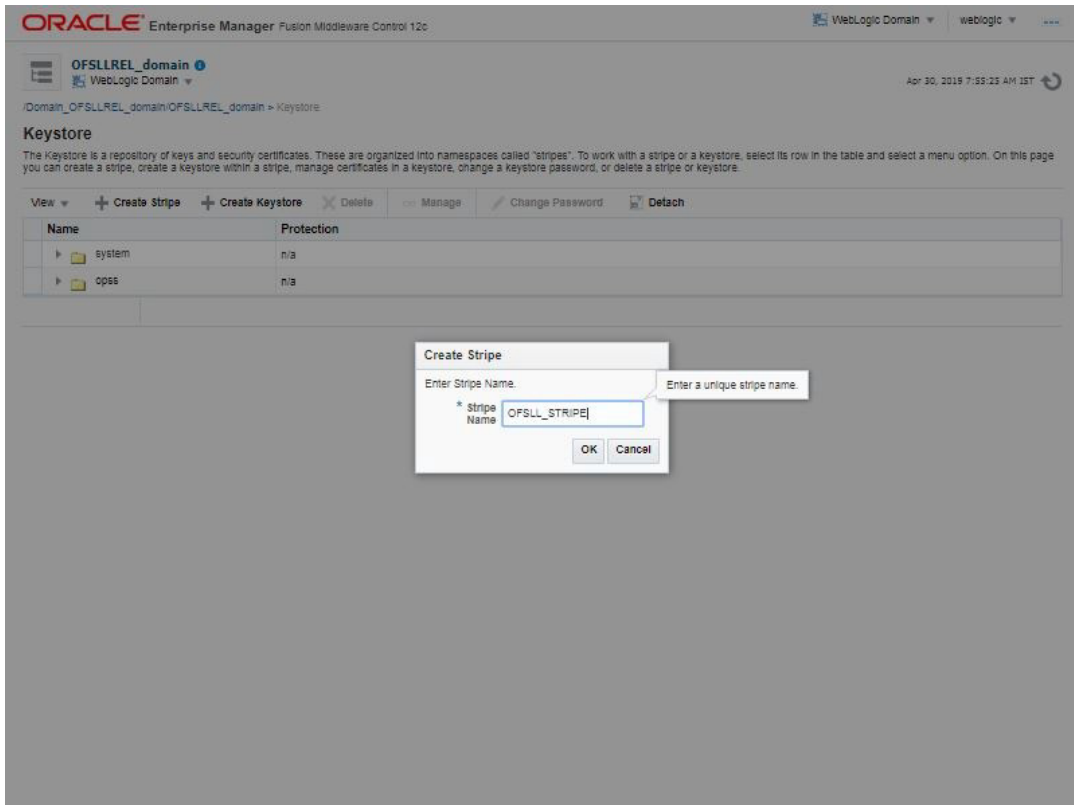 ORACLE Enterprise Manager Fusion Middleware Control 12c WebLogic Domain weblogic
OFSLLREL_domain
WebLogic Domain
Apr 30, 2019 7:55:25 AM IST
/Domain_OFSLLREL_domain/OFSLLREL_domain > Keystore
Keystore
The Keystore is a repository of keys and security certificates. These are organized into namespaces called "stripes". To work with a stripe or a keystore, select its row in the table and select a menu option. On this page
you can create a stripe, create a keystore within a stripe, manage certificates in a keystore, change a keystore password, or delete a stripe or keystore.
View Create Stripe Create Keystore Delete Manage Change Password Detach
Name Protection
system n/a
opss n/a
Create Stripe
Enter Stripe Name.
Enter a unique stripe name.
* Stripe
Name
OFSLL_STRIPE
OK Cancel